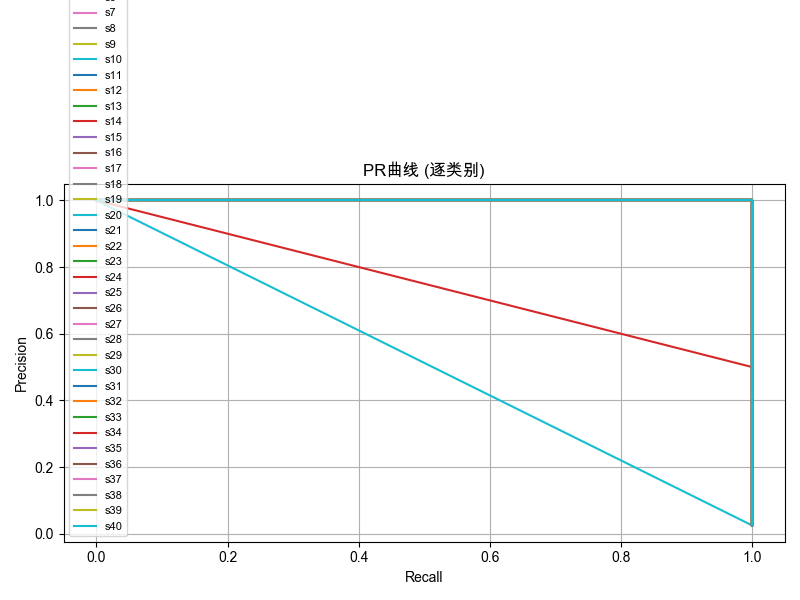 s7
s8
s9
s10
s11
s12
s13
s14
s15
s16
s17
PR曲线 (逐类别)
s18
s19
s20
s21
s22
s23
s24
s25
s26
s27
s28
s29
s30
s31
s32
s33
s34
s35
s36
s37
s38
s39
s40
1.0
0.8
0.6
0.4
0.2
0.0
Precision
0.0
0.2
0.4
0.6
0.8
1.0
Recall